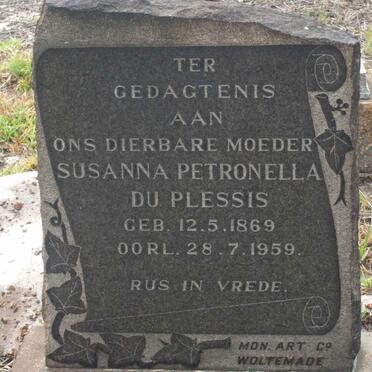 TER
GEDAGTENIS
AAN
ONS DIERBARE MOEDER
SUSANNA PETRONELLA
DU PLESSIS
GEB. 12.5.1869
OORL. 28.7.1959.
RUS IN VREDE.
MON. ART Co
WOLTEMADE